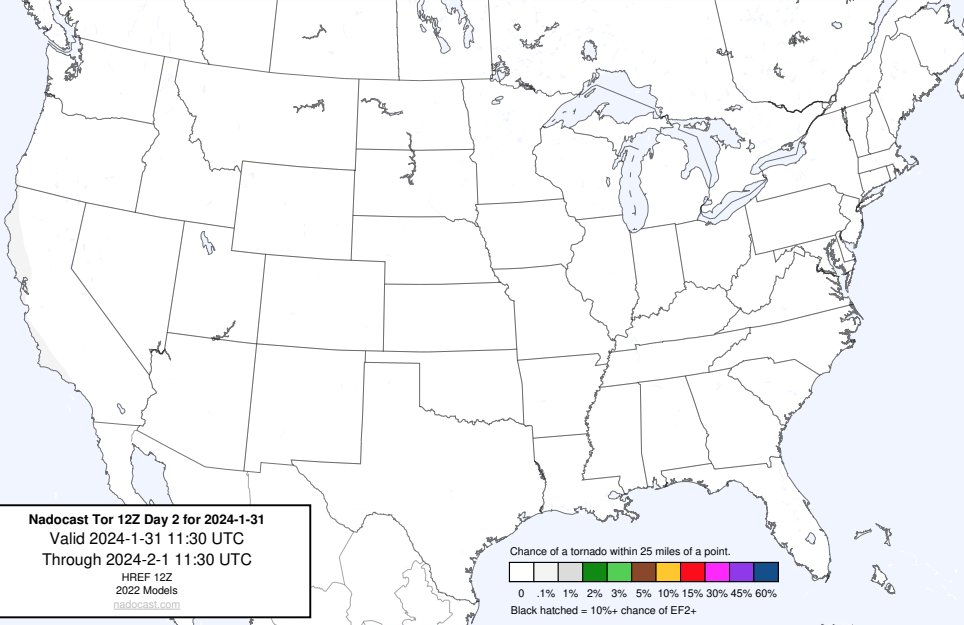 Nadocast Tor 12Z Day 2 for 2024-1-31
Valid 2024-1-31 11:30 UTC
Through 2024-2-1 11:30 UTC
HREF 12Z
2022 Models
nadocast.com
Chance of a tornado within 25 miles of a point.
0 .1% 1% 2% 3% 5% 10% 15% 30% 45% 60%
Black hatched = 10%+ chance of EF2+